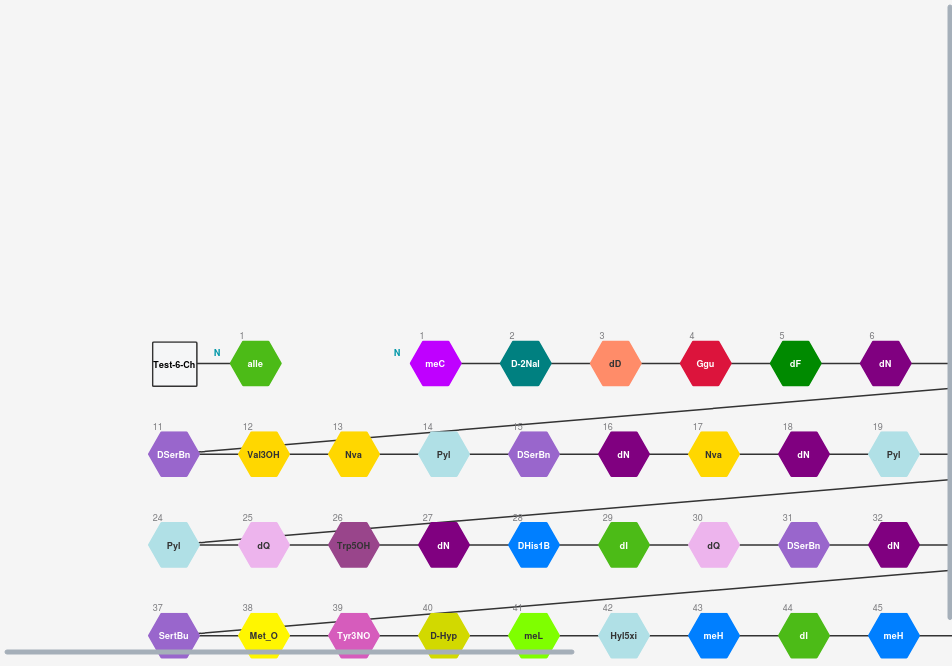 1 1 2 3 4 5 6
N N
Test-6-Ch aIle meC D-2Nal dD Ggu dF dN
11 12 13 14 15 16 17 18 19
DSerBn Val3OH Nva Pyl DSerBn dN Nva dN Pyl
24 25 26 27 28 29 30 31 32
Pyl dQ Trp5OH dN DHis1B dI dQ DSerBn dN
37 38 39 40 41 42 43 44 45
SertBu Met_O Tyr3NO D-Hyp meL Hyl5xi meH dI meH